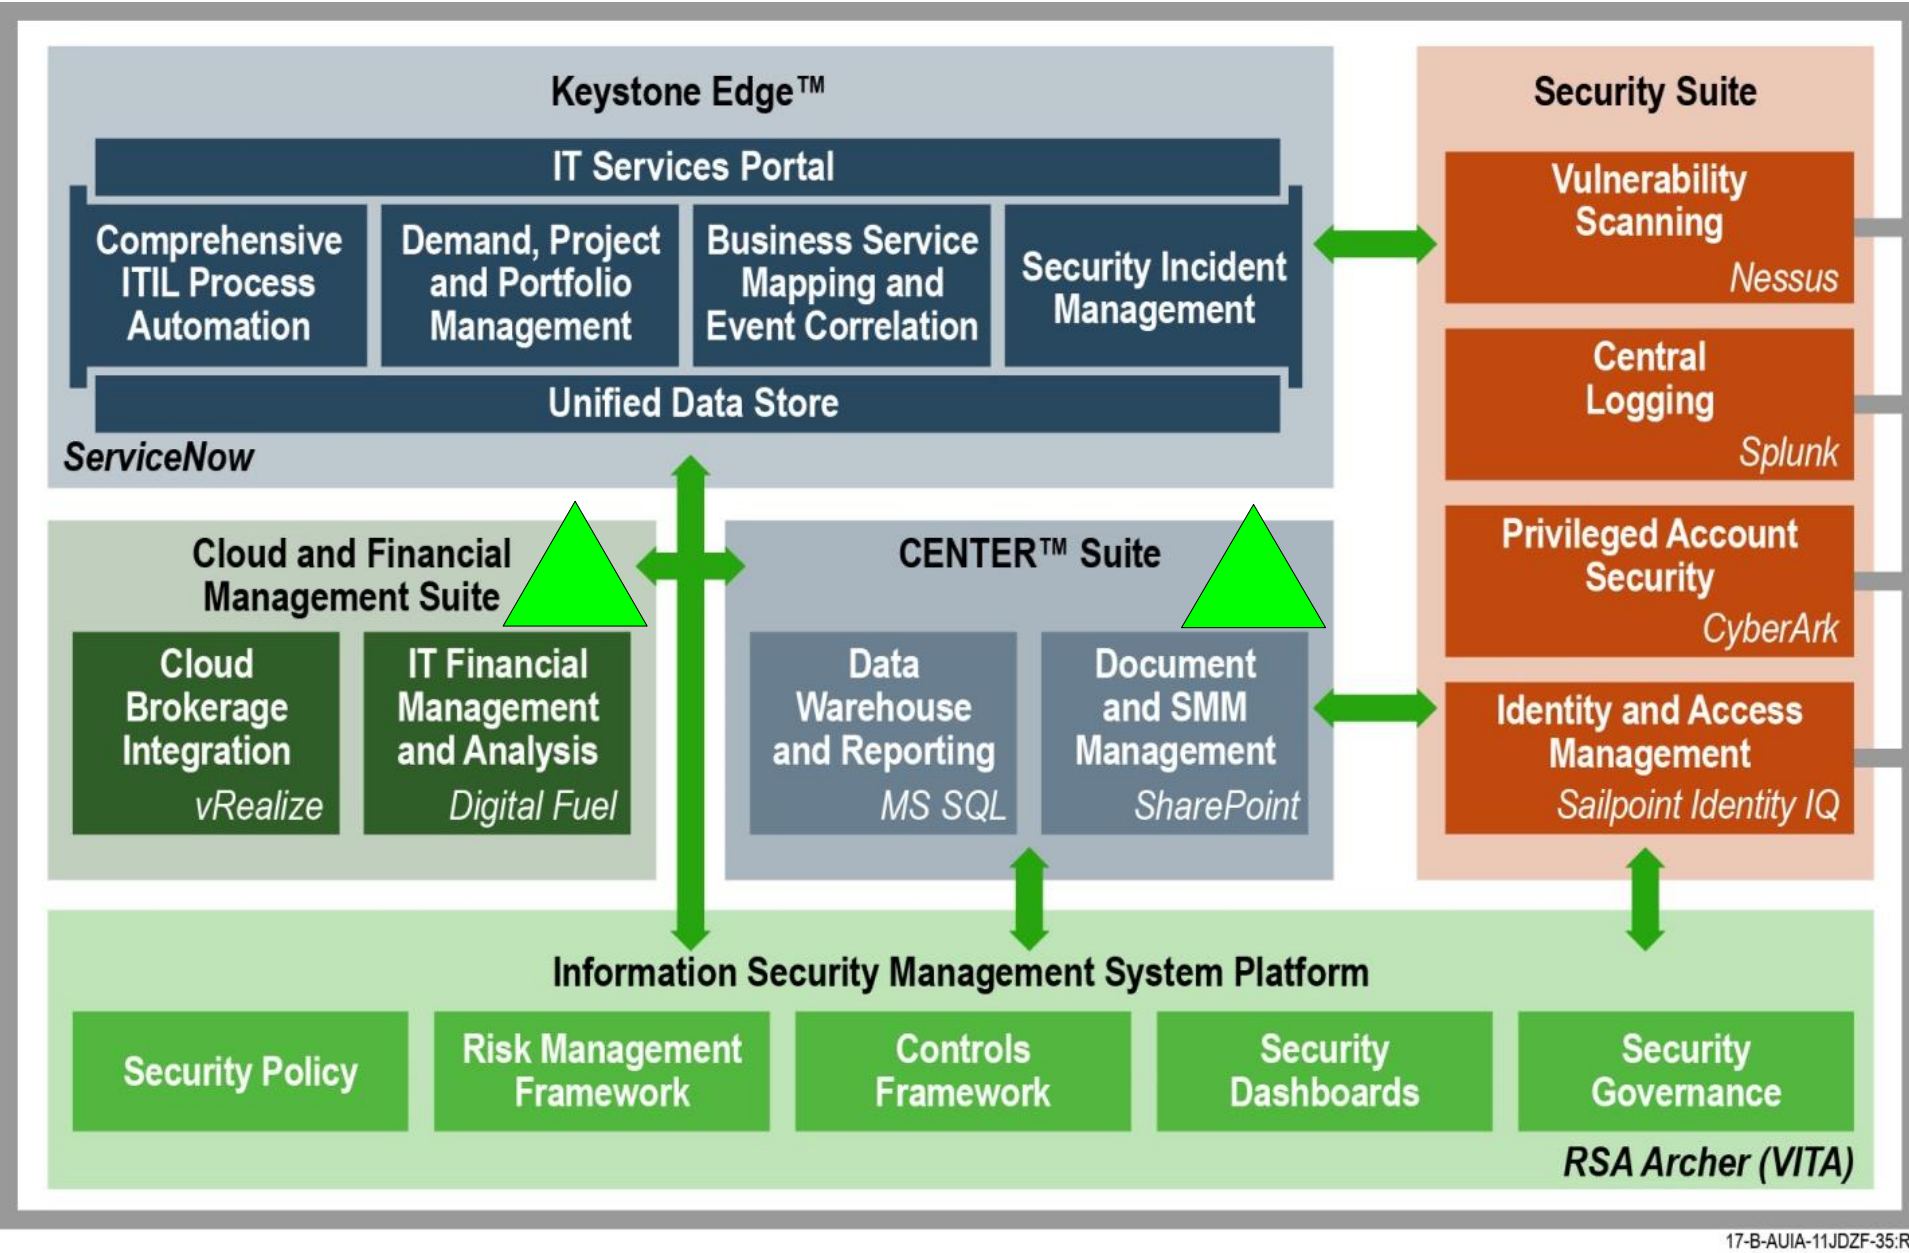 Keystone Edge™
IT Services Portal
Comprehensive
ITIL Process
Automation
Demand, Project
and Portfolio
Management
Business Service
Mapping and
Event Correlation
Security Incident
Management
Unified Data Store
ServiceNow
Security Suite
Vulnerability
Scanning
Nessus
Central
Logging
Splunk
Privileged Account
Security
CyberArk
Identity and Access
Management
Sailpoint Identity IQ
Cloud and Financial
Management Suite
Cloud
Brokerage
Integration
vRealize
IT Financial
Management
and Analysis
Digital Fuel
CENTER™ Suite
Data
Warehouse
and Reporting
MS SQL
Document
and SMM
Management
SharePoint
Information Security Management System Platform
Security Policy
Risk Management
Framework
Controls
Framework
Security
Dashboards
Security
Governance
RSA Archer (VITA)
17-B-AUIA-11JDZF-35:R